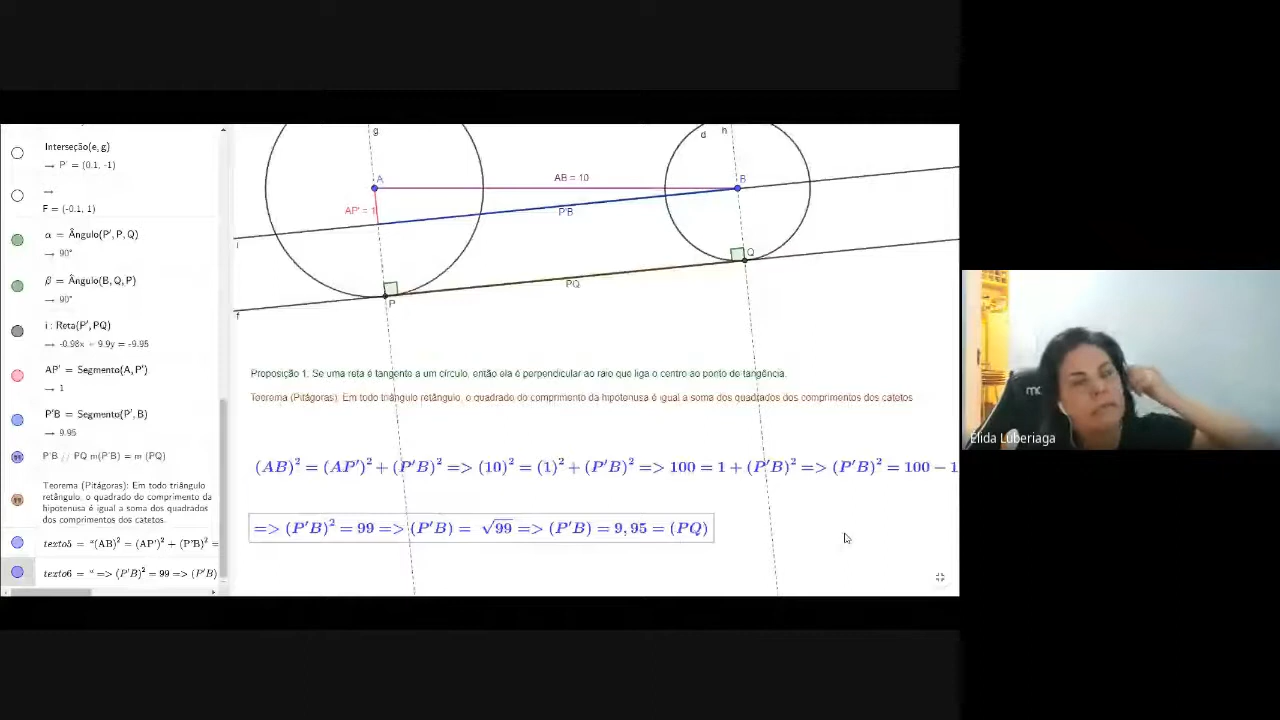 Interseção(e, g)
→ P' = (0.1, -1)
→
F = (-0.1, 1)
α = Ângulo(P', P, Q)
→ 90°
β = Ângulo(B, Q, P)
→ 90°
i : Reta(P', PQ)
→ -0.98x + 9.9y = -9.95
AP' = Segmento(A, P')
→ 1
P'B = Segmento(P', B)
→ 9.95
P'B // PQ m(P'B) = m (PQ)
Teorema (Pitágoras): Em todo triângulo
retângulo, o quadrado do comprimento da
hipotenusa é igual a soma dos quadrados
dos comprimentos dos catetos.
texto5 = "(AB)² = (AP')² + (P'B)² =
texto6 = " => (P'B)² = 99 => (P'B)
g
d
h
A
AB = 10
B
AP' = 1
P'B
i
Q
PQ
P
f
Proposição 1: Se uma reta é tangente a um círculo, então ela é perpendicular ao raio que liga o centro ao ponto de tangência.
Teorema (Pitágoras): Em todo triângulo retângulo, o quadrado do comprimento da hipotenusa é igual a soma dos quadrados dos comprimentos dos catetos
(AB)² = (AP')² + (P'B)² => (10)² = (1)² + (P'B)² => 100 = 1 + (P'B)² => (P'B)² = 100 − 1
=> (P'B)² = 99 => (P'B) = √99 => (P'B) = 9,95 = (PQ)
Élida Luberiaga